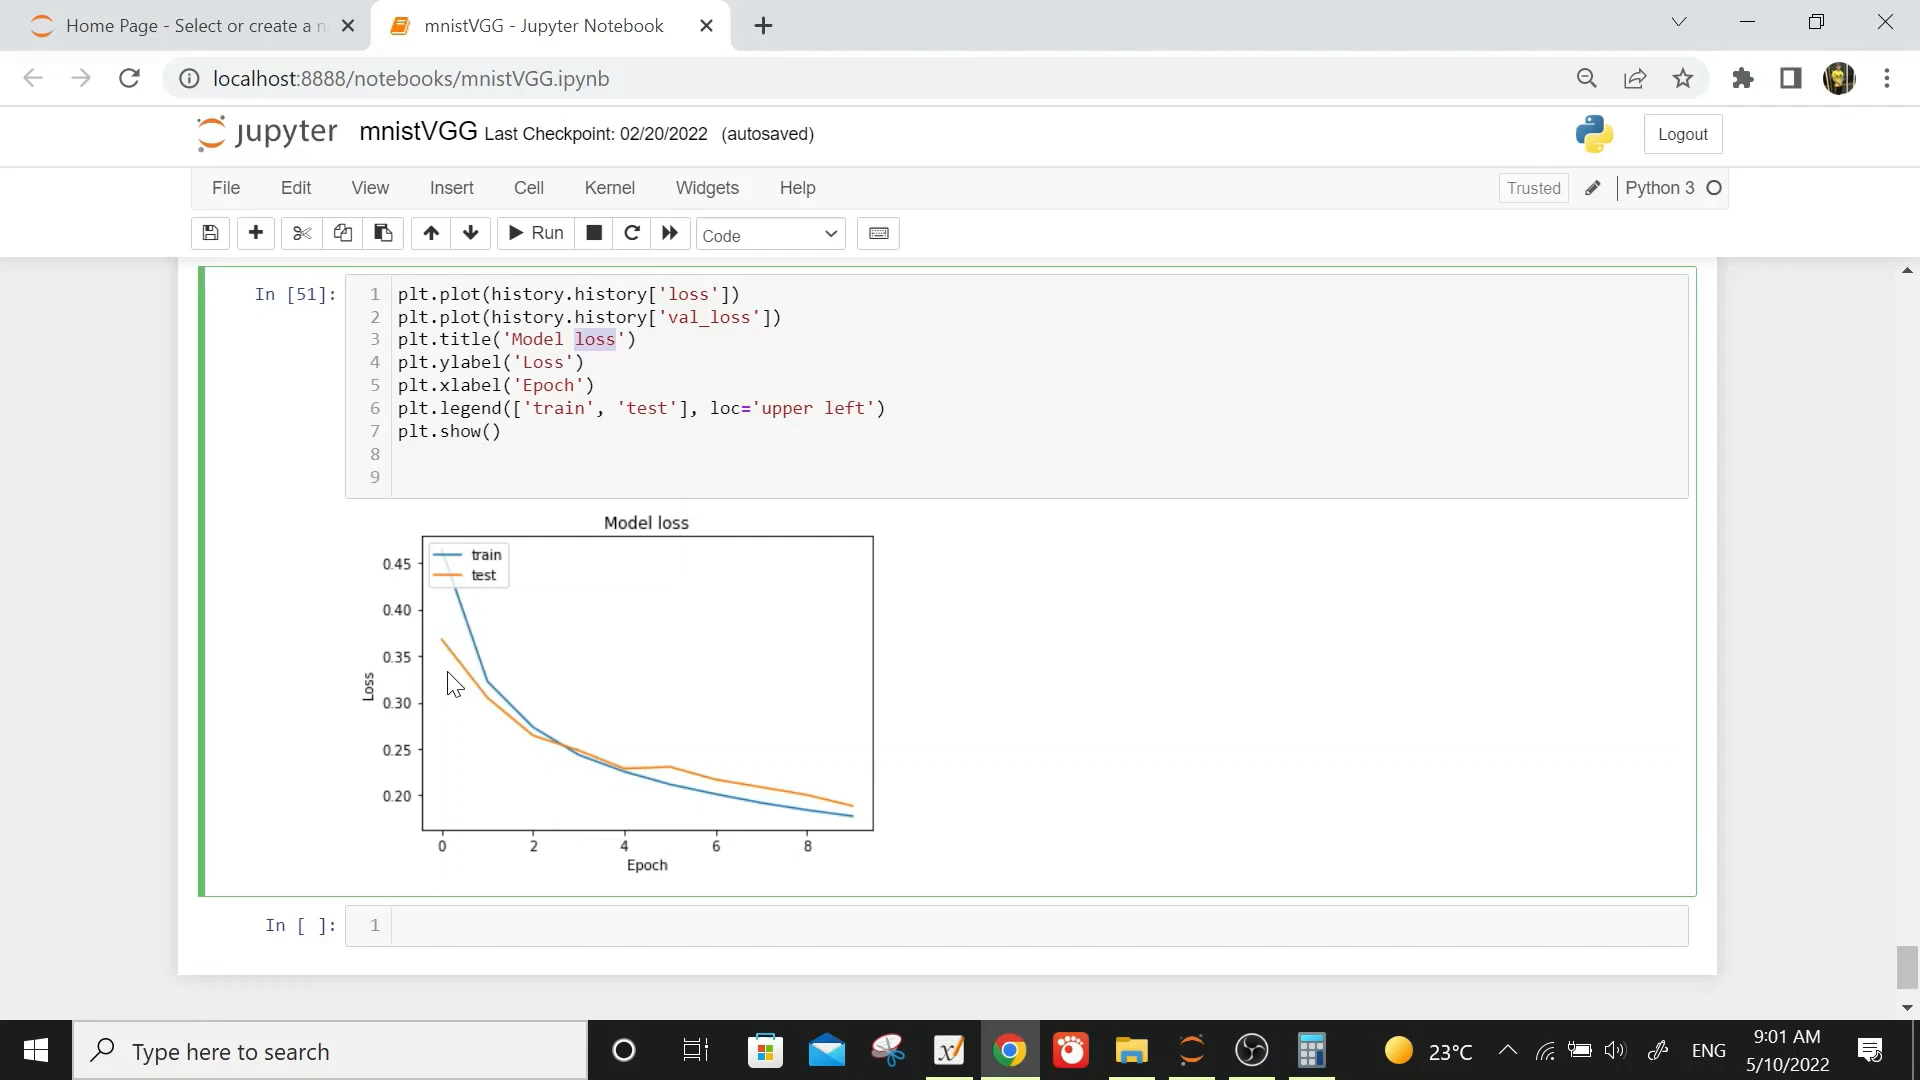 Home Page - Select or create a n
mnistVGG - Jupyter Notebook
localhost:8888/notebooks/mnistVGG.ipynb
jupyter mnistVGG Last Checkpoint: 02/20/2022 (autosaved)
Logout
File Edit View Insert Cell Kernel Widgets Help
Trusted
Python 3
Run
Code
In [51]:
1 plt.plot(history.history['loss'])
2 plt.plot(history.history['val_loss'])
3 plt.title('Model loss')
4 plt.ylabel('Loss')
5 plt.xlabel('Epoch')
6 plt.legend(['train', 'test'], loc='upper left')
7 plt.show()
8
9
Model loss
train
test
0.45
0.40
0.35
0.30
0.25
0.20
Loss
0 2 4 6 8
Epoch
In [ ]:
1
Type here to search
23°C
ENG
9:01 AM
5/10/2022